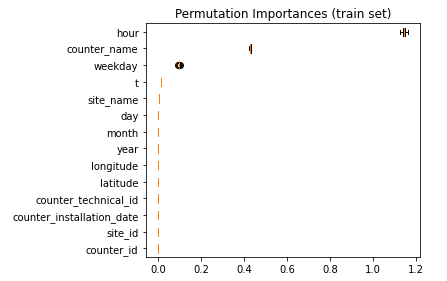 Permutation Importances (train set)
hour
counter_name
weekday
t
site_name
day
month
year
longitude
latitude
counter_technical_id
counter_installation_date
site_id
counter_id
0.0 0.2 0.4 0.6 0.8 1.0 1.2